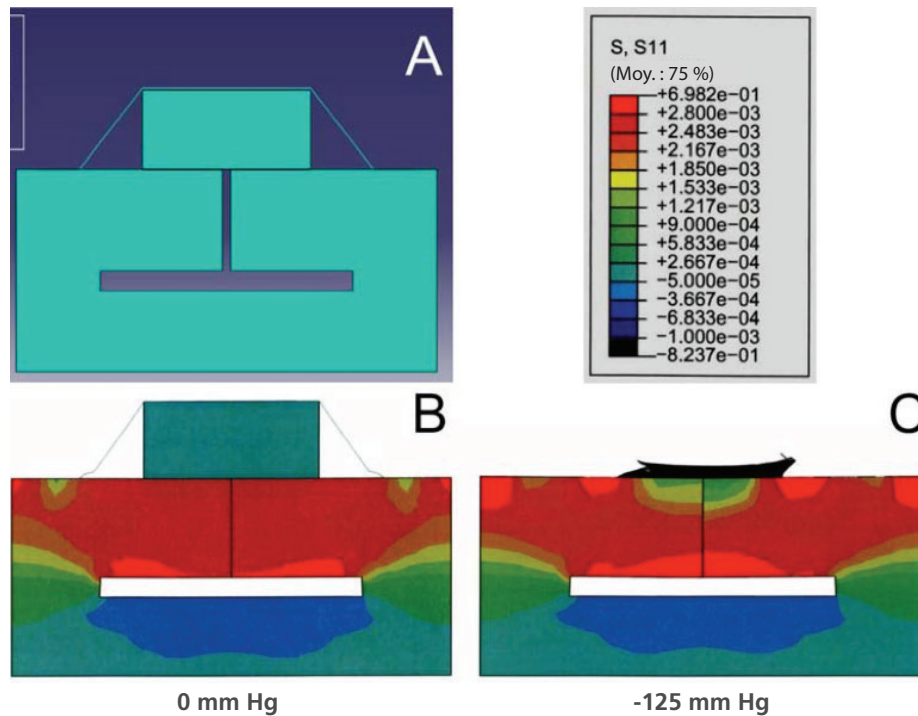 A
S, S11
(Moy. : 75 %)
+6.982e−01
+2.800e−03
+2.483e−03
+2.167e−03
+1.850e−03
+1.533e−03
+1.217e−03
+9.000e−04
+5.833e−04
+2.667e−04
−5.000e−05
−3.667e−04
−6.833e−04
−1.000e−03
−8.237e−01
B
C
0 mm Hg
-125 mm Hg